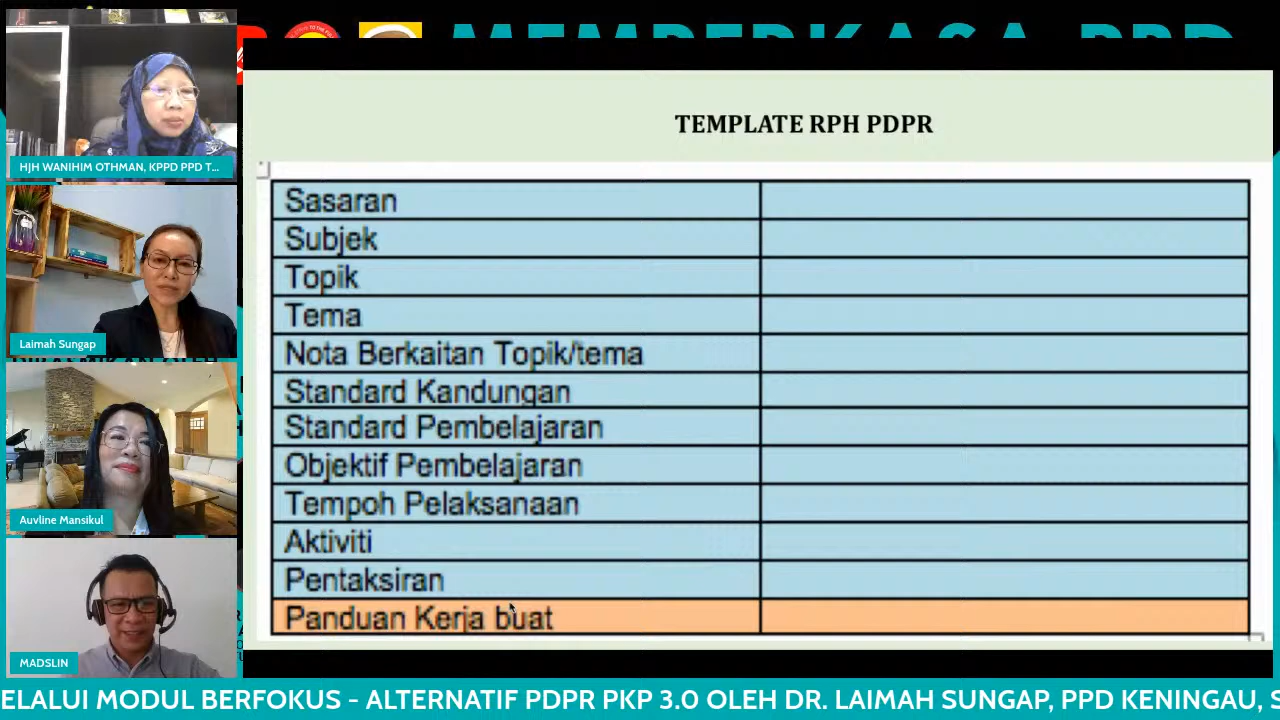 MEMPERKASA PPD
HJH WANIHIM OTHMAN, KPPD PPD T...
Laimah Sungap
Auvline Mansikul
MADSLIN
TEMPLATE RPH PDPR
Sasaran
Subjek
Topik
Tema
Nota Berkaitan Topik/tema
Standard Kandungan
Standard Pembelajaran
Objektif Pembelajaran
Tempoh Pelaksanaan
Aktiviti
Pentaksiran
Panduan Kerja buat
ELALUI MODUL BERFOKUS - ALTERNATIF PDPR PKP 3.0 OLEH DR. LAIMAH SUNGAP, PPD KENINGAU, S